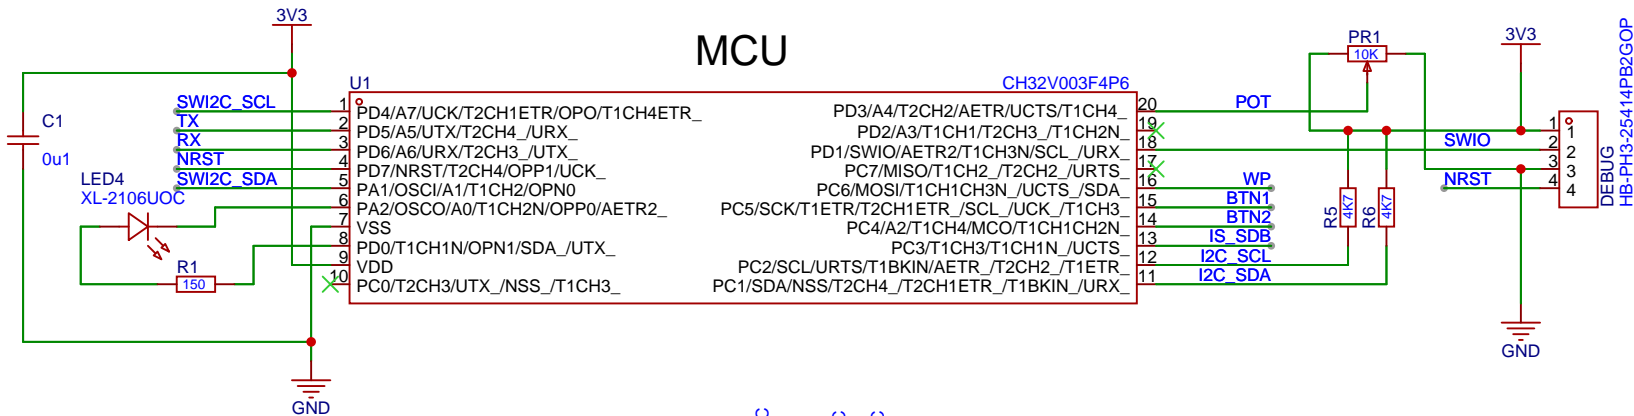 MCU
3V3
U1
CH32V003F4P6
C1
0u1
LED4
XL-2106UOC
R1
150
GND
SWI2C_SCL
TX
RX
NRST
SWI2C_SDA
1 PD4/A7/UCK/T2CH1ETR/OPO/T1CH4ETR_
2 PD5/A5/UTX/T2CH4_/URX_
3 PD6/A6/URX/T2CH3_/UTX_
4 PD7/NRST/T2CH4/OPP1/UCK_
5 PA1/OSCI/A1/T1CH2/OPN0
6 PA2/OSCO/A0/T1CH2N/OPP0/AETR2_
7 VSS
8 PD0/T1CH1N/OPN1/SDA_/UTX_
9 VDD
10 PC0/T2CH3/UTX_/NSS_/T1CH3_
PD3/A4/T2CH2/AETR/UCTS/T1CH4_ 20
PD2/A3/T1CH1/T2CH3_/T1CH2N_ 19
PD1/SWIO/AETR2/T1CH3N/SCL_/URX_ 18
PC7/MISO/T1CH2_/T2CH2_/URTS_ 17
PC6/MOSI/T1CH1CH3N_/UCTS_/SDA_ 16
PC5/SCK/T1ETR/T2CH1ETR_/SCL_/UCK_/T1CH3_ 15
PC4/A2/T1CH4/MCO/T1CH1CH2N_ 14
PC3/T1CH3/T1CH1N_/UCTS_ 13
PC2/SCL/URTS/T1BKIN/AETR_/T2CH2_/T1ETR_ 12
PC1/SDA/NSS/T2CH4_/T2CH1ETR_/T1BKIN_/URX_ 11
POT
WP
BTN1
BTN2
IS_SDB
I2C_SCL
I2C_SDA
PR1
10K
R5
4K7
R6
4K7
3V3
SWIO
NRST
GND
1 1
2 2
3 3
4 4
DEBUG
HB-PH3-25414PB2GOP